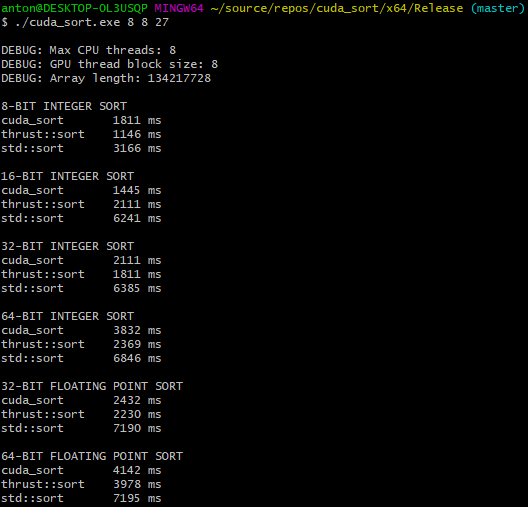 anton@DESKTOP-OL3USQP MINGW64 ~/source/repos/cuda_sort/x64/Release (master)
$ ./cuda_sort.exe 8 8 27
DEBUG: Max CPU threads: 8
DEBUG: GPU thread block size: 8
DEBUG: Array length: 134217728
8-BIT INTEGER SORT
cuda_sort 1811 ms
thrust::sort 1146 ms
std::sort 3166 ms
16-BIT INTEGER SORT
cuda_sort 1445 ms
thrust::sort 2111 ms
std::sort 6241 ms
32-BIT INTEGER SORT
cuda_sort 2111 ms
thrust::sort 1811 ms
std::sort 6385 ms
64-BIT INTEGER SORT
cuda_sort 3832 ms
thrust::sort 2369 ms
std::sort 6846 ms
32-BIT FLOATING POINT SORT
cuda_sort 2432 ms
thrust::sort 2230 ms
std::sort 7190 ms
64-BIT FLOATING POINT SORT
cuda_sort 4142 ms
thrust::sort 3978 ms
std::sort 7195 ms